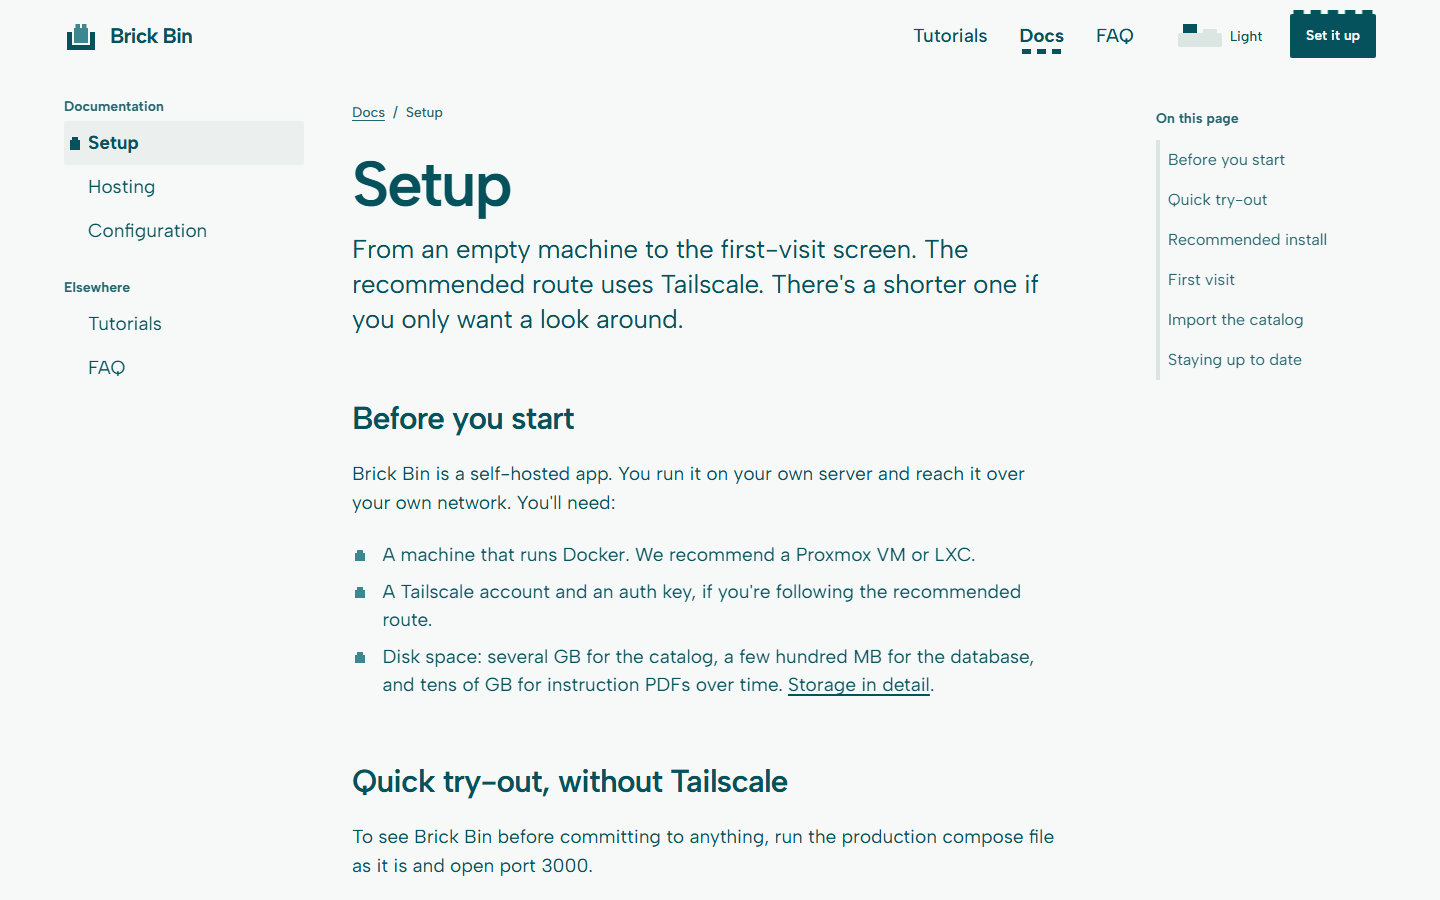 Brick Bin
Tutorials
Docs
FAQ
Light
Set it up
Documentation
Setup
Hosting
Configuration
Elsewhere
Tutorials
FAQ
Docs / Setup
Setup
From an empty machine to the first-visit screen. The
recommended route uses Tailscale. There's a shorter one if
you only want a look around.
Before you start
Brick Bin is a self-hosted app. You run it on your own server and reach it over
your own network. You'll need:
A machine that runs Docker. We recommend a Proxmox VM or LXC.
A Tailscale account and an auth key, if you're following the recommended
route.
Disk space: several GB for the catalog, a few hundred MB for the database,
and tens of GB for instruction PDFs over time. Storage in detail.
Quick try-out, without Tailscale
To see Brick Bin before committing to anything, run the production compose file
as it is and open port 3000.
On this page
Before you start
Quick try-out
Recommended install
First visit
Import the catalog
Staying up to date